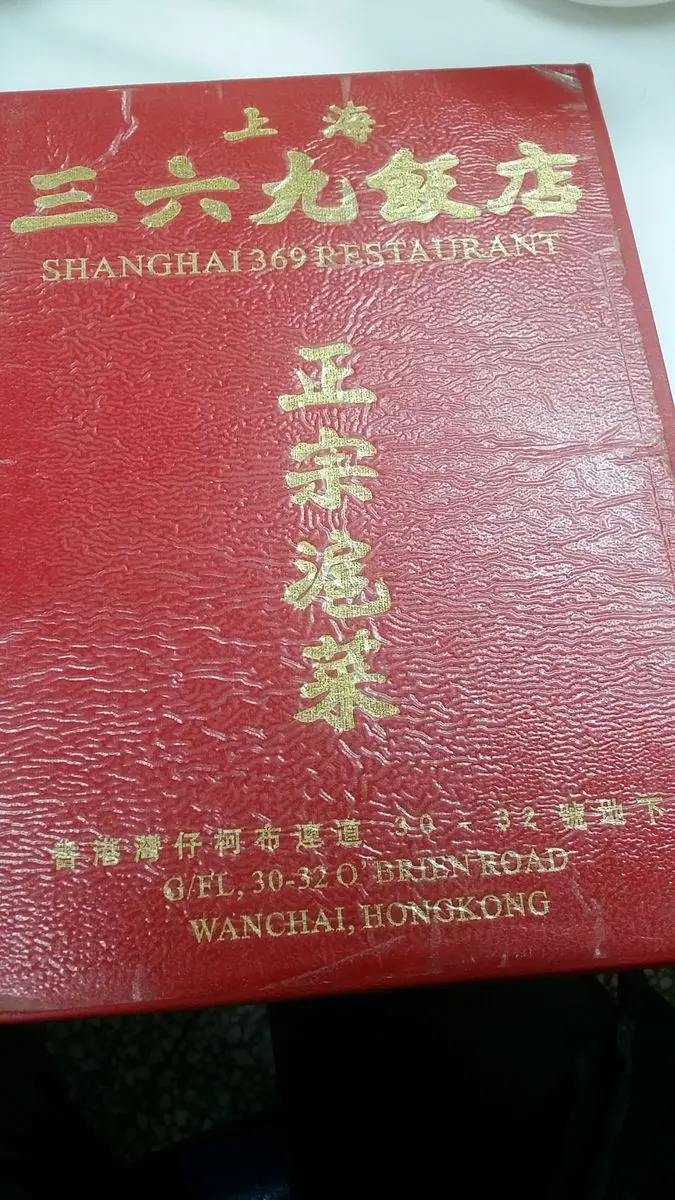 上海
三六九飯店
SHANGHAI 369 RESTAURANT
正宗滬菜
香港灣仔柯布連道 30 - 32 號地下
G/FL, 30-32 O' BRIEN ROAD
WANCHAI, HONGKONG